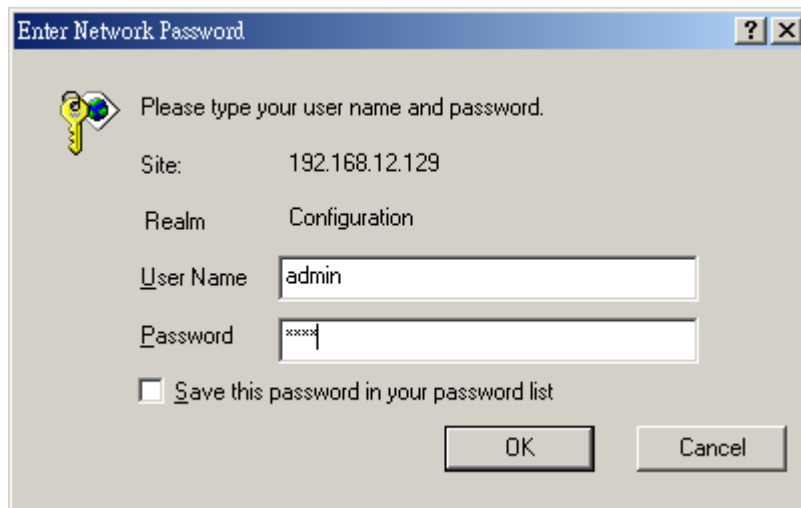 Enter Network Password
Please type your user name and password.
Site: 192.168.12.129
Realm Configuration
User Name admin
Password ****
Save this password in your password list
OK Cancel